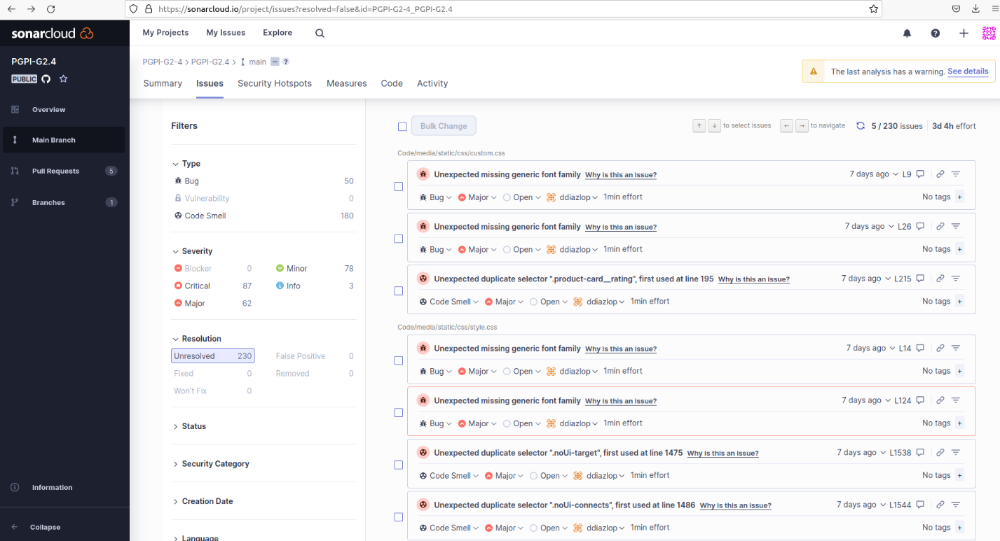 https://sonarcloud.io/project/issues?resolved=false&id=PGPI-G2-4_PGPI-G2.4
sonarcloud
My Projects My Issues Explore
PGPI-G2.4
PUBLIC
PGPI-G2-4 > PGPI-G2.4 > main ?
The last analysis has a warning. See details
Summary Issues Security Hotspots Measures Code Activity
Overview
Main Branch
Pull Requests 5
Branches 1
Information
Collapse
Filters
Type
Bug 50
Vulnerability 0
Code Smell 180
Severity
Blocker 0 Minor 78
Critical 87 Info 3
Major 62
Resolution
Unresolved 230 False Positive 0
Fixed 0 Removed 0
Won't Fix 0
Status
Security Category
Creation Date
Language
Bulk Change ↑ ↓ to select issues ← → to navigate 5 / 230 issues 3d 4h effort
Code/media/static/css/custom.css
Unexpected missing generic font family Why is this an issue? 7 days ago L9
Bug Major Open ddiazlop 1min effort No tags +
Unexpected missing generic font family Why is this an issue? 7 days ago L26
Bug Major Open ddiazlop 1min effort No tags +
Unexpected duplicate selector ".product-card__rating", first used at line 195 Why is this an issue? 7 days ago L215
Code Smell Major Open ddiazlop 1min effort No tags +
Code/media/static/css/style.css
Unexpected missing generic font family Why is this an issue? 7 days ago L14
Bug Major Open ddiazlop 1min effort No tags +
Unexpected missing generic font family Why is this an issue? 7 days ago L124
Bug Major Open ddiazlop 1min effort No tags +
Unexpected duplicate selector ".noUi-target", first used at line 1475 Why is this an issue? 7 days ago L1538
Code Smell Major Open ddiazlop 1min effort No tags +
Unexpected duplicate selector ".noUi-connects", first used at line 1486 Why is this an issue? 7 days ago L1544
Code Smell Major Open ddiazlop 1min effort No tags +